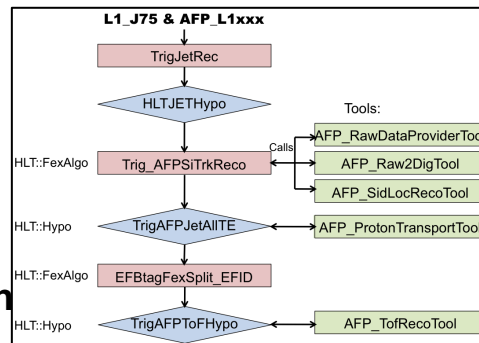 L1_J75 & AFP_L1xxx
TrigJetRec
HLTJETHypo
Tools:
AFP_RawDataProviderTool
Calls
HLT::FexAlgo
Trig_AFPSiTrkReco
AFP_Raw2DigTool
AFP_SidLocRecoTool
HLT::Hypo
TrigAFPJetAllTE
AFP_ProtonTransportTool
HLT::FexAlgo
EFBtagFexSplit_EFID
n
HLT::Hypo
TrigAFPToFHypo
AFP_TofRecoTool